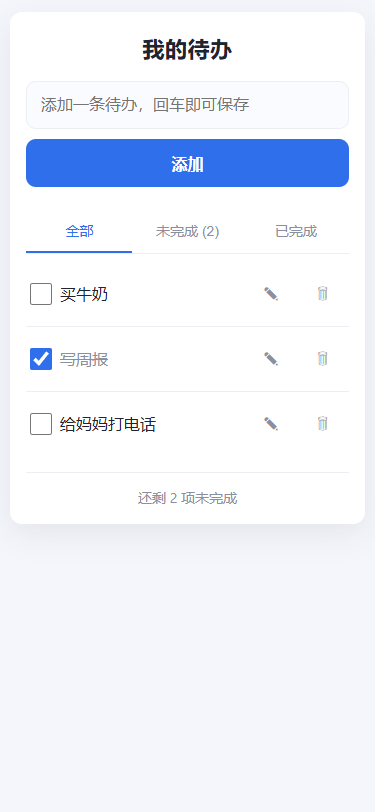 我的待办
添加一条待办，回车即可保存
添加
全部 未完成 (2) 已完成
买牛奶
写周报
给妈妈打电话
还剩 2 项未完成